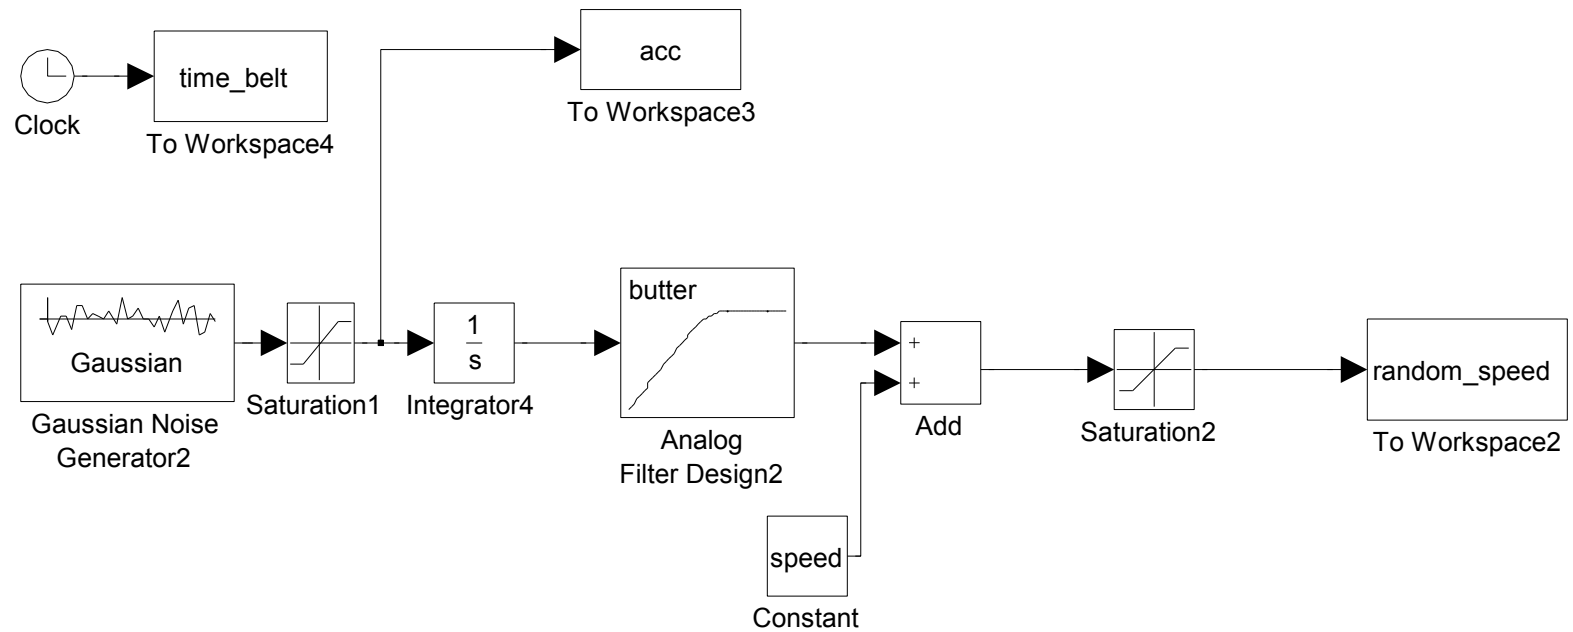 time_belt
Clock
To Workspace4
acc
To Workspace3
Gaussian
Gaussian Noise
Generator2
Saturation1
1
s
Integrator4
butter
Analog
Filter Design2
+
+
Add
speed
Constant
Saturation2
random_speed
To Workspace2